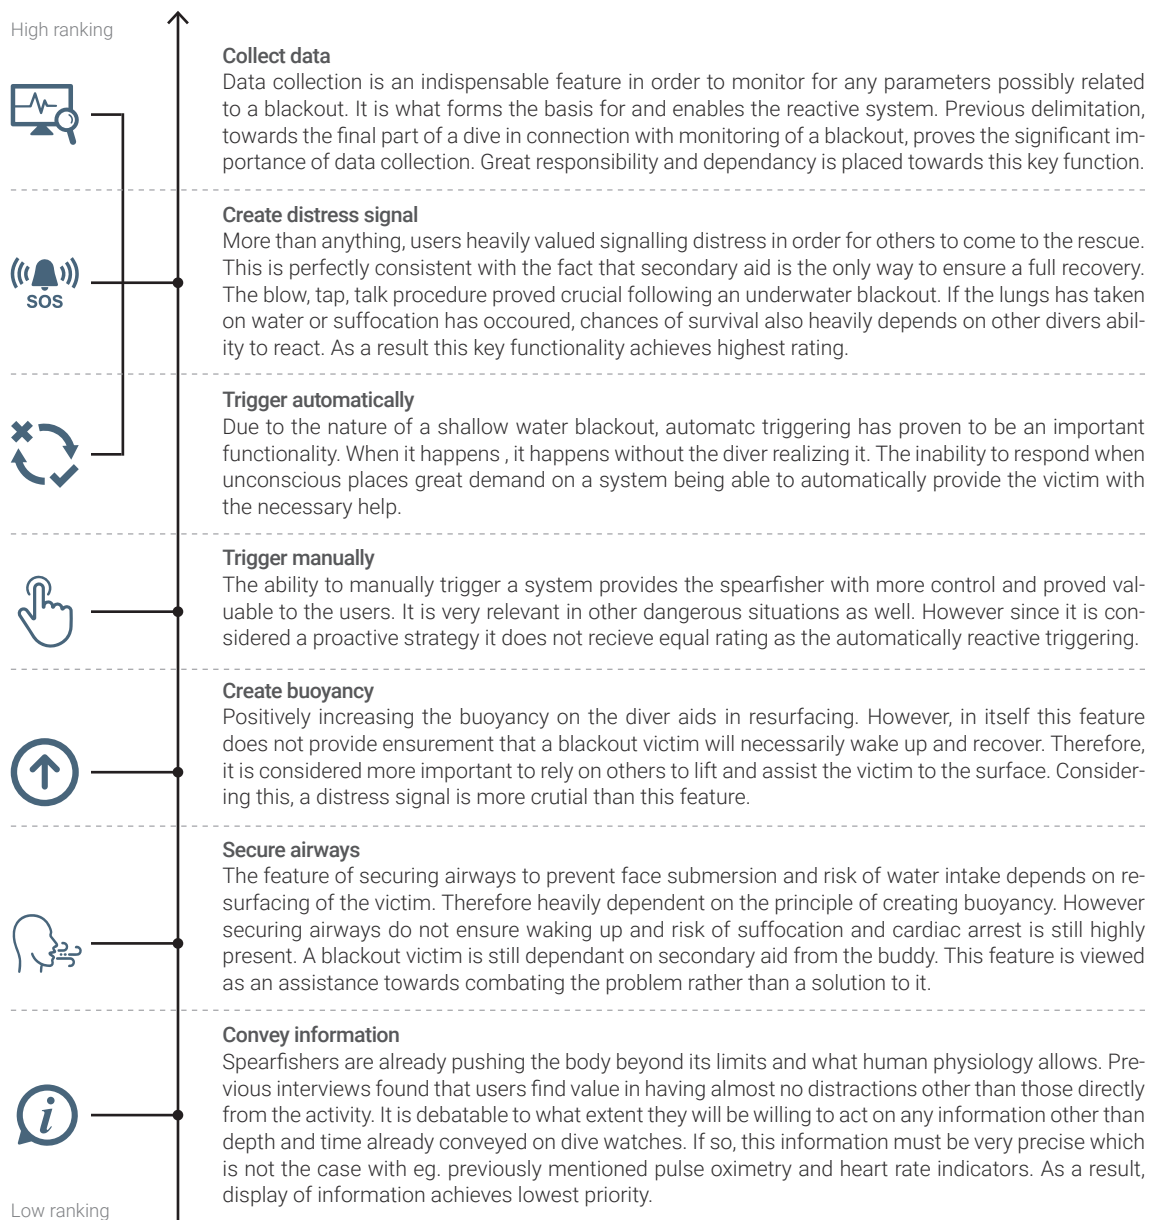 High ranking
Collect data
Data collection is an indispensable feature in order to monitor for any parameters possibly related
to a blackout. It is what forms the basis for and enables the reactive system. Previous delimitation,
towards the final part of a dive in connection with monitoring of a blackout, proves the significant im-
portance of data collection. Great responsibility and dependancy is placed towards this key function.
Create distress signal
More than anything, users heavily valued signalling distress in order for others to come to the rescue.
This is perfectly consistent with the fact that secondary aid is the only way to ensure a full recovery.
The blow, tap, talk procedure proved crucial following an underwater blackout. If the lungs has taken
on water or suffocation has occoured, chances of survival also heavily depends on other divers abil-
ity to react. As a result this key functionality achieves highest rating.
SOS
Trigger automatically
Due to the nature of a shallow water blackout, automatc triggering has proven to be an important
functionality. When it happens , it happens without the diver realizing it. The inability to respond when
unconscious places great demand on a system being able to automatically provide the victim with
the necessary help.
Trigger manually
The ability to manually trigger a system provides the spearfisher with more control and proved val-
uable to the users. It is very relevant in other dangerous situations as well. However since it is con-
sidered a proactive strategy it does not recieve equal rating as the automatically reactive triggering.
Create buoyancy
Positively increasing the buoyancy on the diver aids in resurfacing. However, in itself this feature
does not provide ensurement that a blackout victim will necessarily wake up and recover. Therefore,
it is considered more important to rely on others to lift and assist the victim to the surface. Consider-
ing this, a distress signal is more crutial than this feature.
Secure airways
The feature of securing airways to prevent face submersion and risk of water intake depends on re-
surfacing of the victim. Therefore heavily dependent on the principle of creating buoyancy. However
securing airways do not ensure waking up and risk of suffocation and cardiac arrest is still highly
present. A blackout victim is still dependant on secondary aid from the buddy. This feature is viewed
as an assistance towards combating the problem rather than a solution to it.
Convey information
Spearfishers are already pushing the body beyond its limits and what human physiology allows. Pre-
vious interviews found that users find value in having almost no distractions other than those directly
from the activity. It is debatable to what extent they will be willing to act on any information other than
depth and time already conveyed on dive watches. If so, this information must be very precise which
is not the case with eg. previously mentioned pulse oximetry and heart rate indicators. As a result,
display of information achieves lowest priority.
i
Low ranking